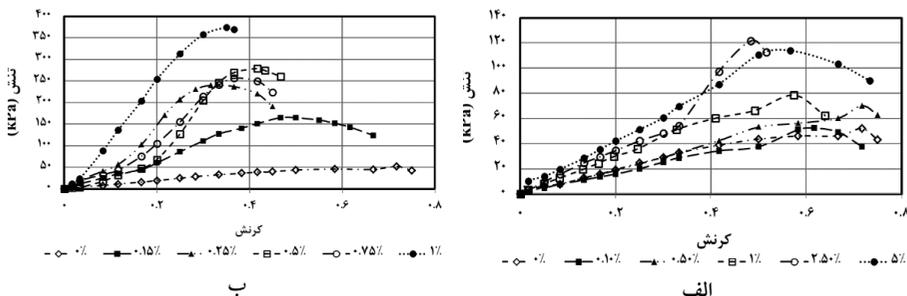 ۱۴۰
۱۲۰
۱۰۰
۸۰
۶۰
۴۰
۲۰
۰
تنش (kPa)
۰ ۰.۲ ۰.۴ ۰.۶ ۰.۸
کرنش
۰٪ ۰.۱۰٪ ۰.۵۰٪ ۱٪ ۲.۵۰٪ ۵٪
الف
۴۰۰
۳۵۰
۳۰۰
۲۵۰
۲۰۰
۱۵۰
۱۰۰
۵۰
۰
تنش (kPa)
۰ ۰.۲ ۰.۴ ۰.۶ ۰.۸
کرنش
۰٪ ۰.۱۵٪ ۰.۲۵٪ ۰.۵٪ ۰.۷۵٪ ۱٪
ب